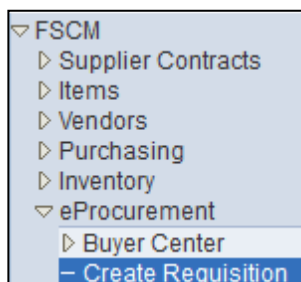 FSCM
Supplier Contracts
Items
Vendors
Purchasing
Inventory
eProcurement
Buyer Center
Create Requisition